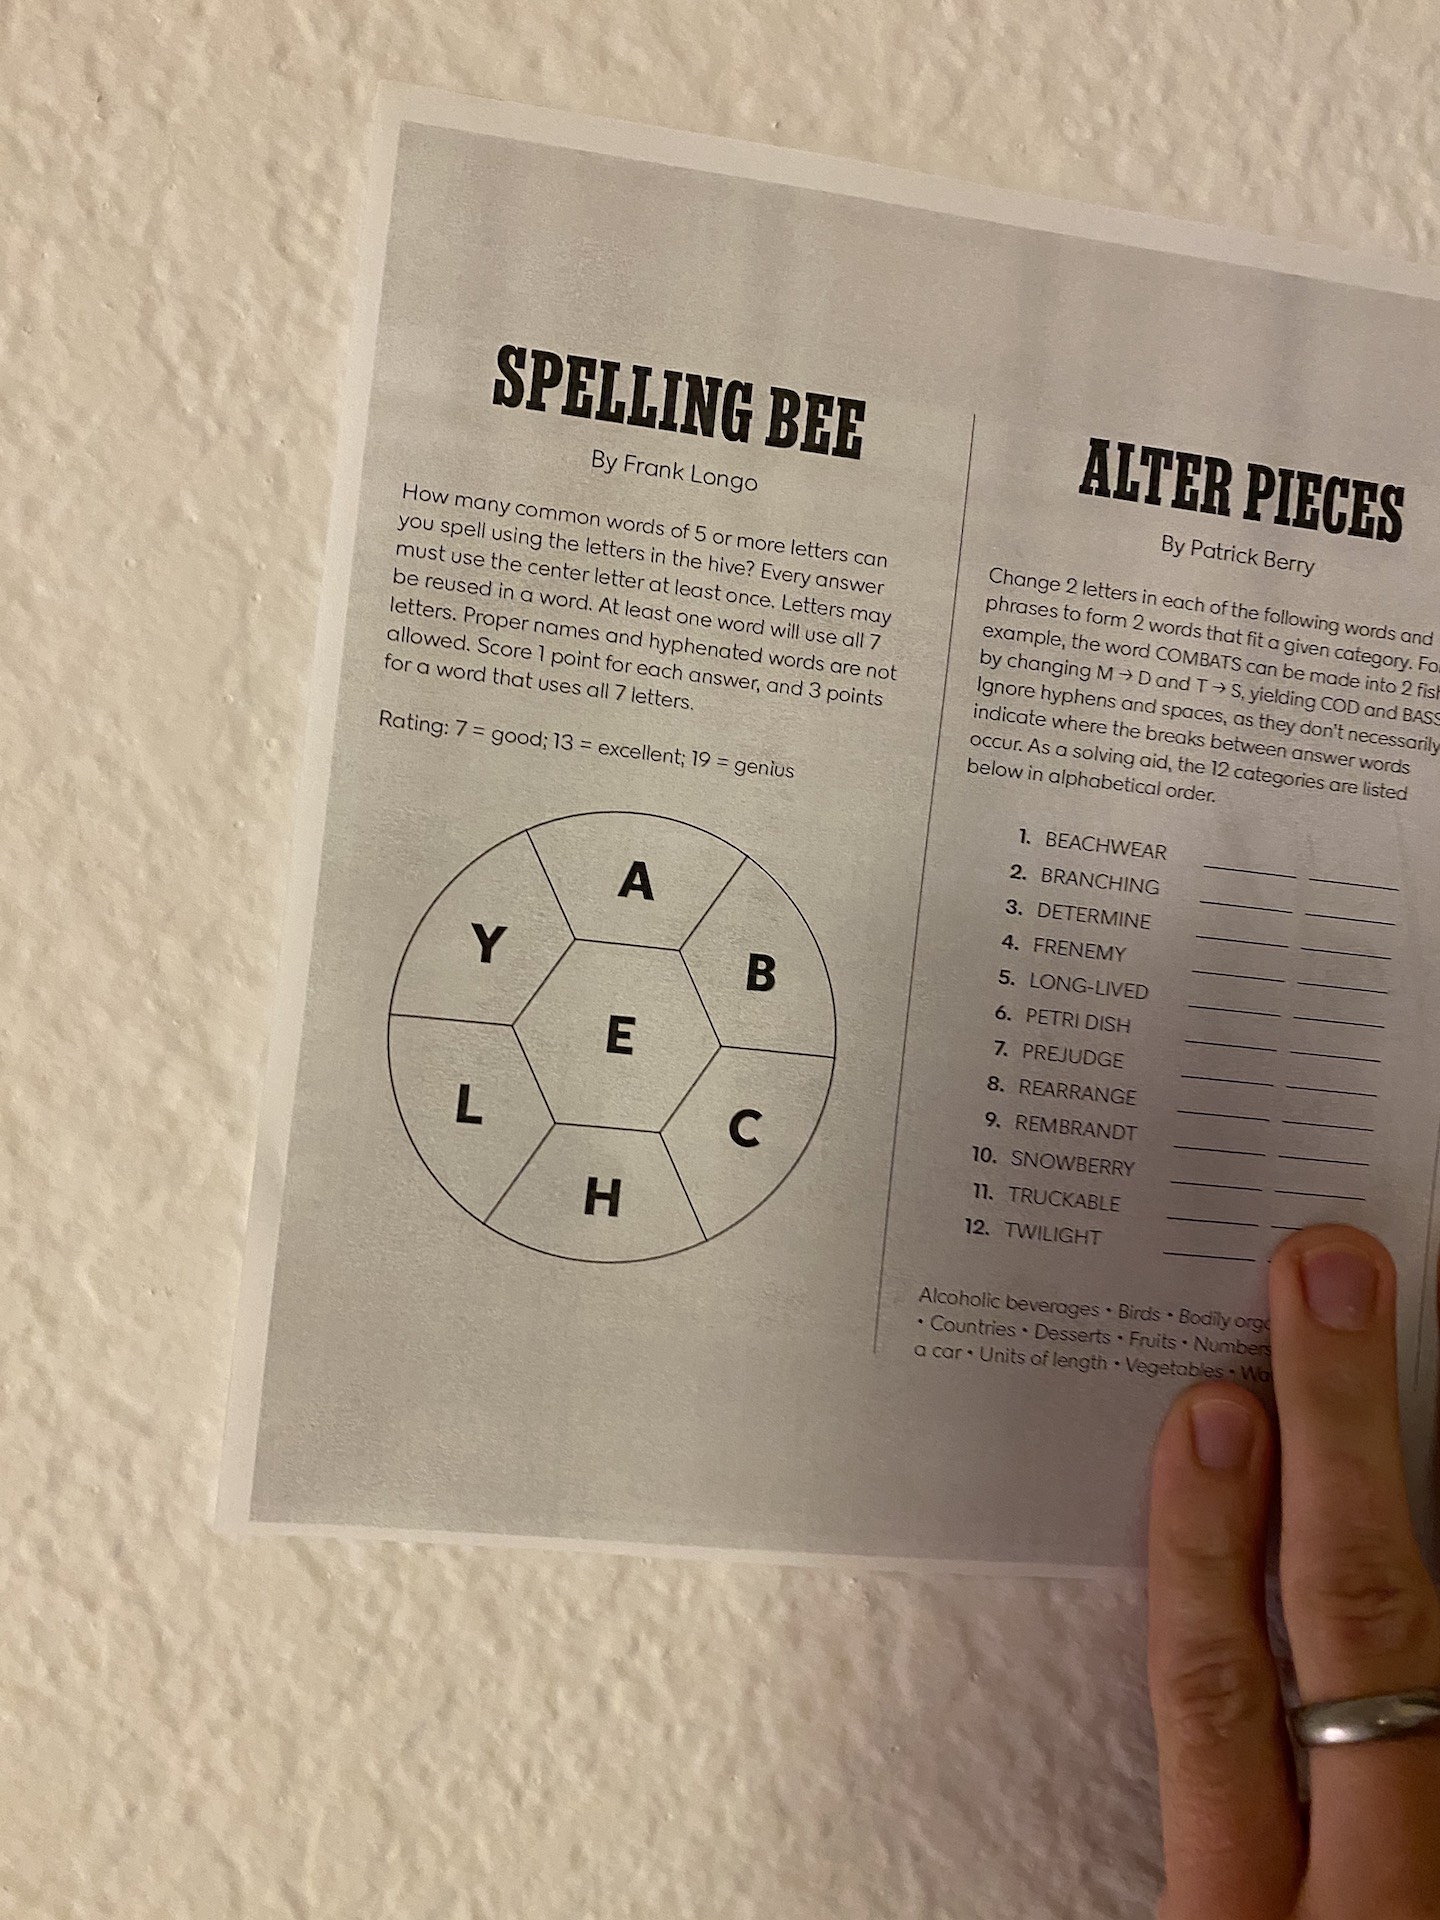 SPELLING BEE
By Frank Longo
How many common words of 5 or more letters can
you spell using the letters in the hive? Every answer
must use the center letter at least once. Letters may
be reused in a word. At least one word will use all 7
letters. Proper names and hyphenated words are not
allowed. Score 1 point for each answer, and 3 points
for a word that uses all 7 letters.
Rating: 7 = good; 13 = excellent; 19 = genius
A
Y
B
E
L
C
H
ALTER PIECES
By Patrick Berry
Change 2 letters in each of the following words and
phrases to form 2 words that fit a given category. Fo
example, the word COMBATS can be made into 2 fish
by changing M → D and T → S, yielding COD and BASS
Ignore hyphens and spaces, as they don't necessarily
indicate where the breaks between answer words
occur. As a solving aid, the 12 categories are listed
below in alphabetical order.
1. BEACHWEAR
2. BRANCHING
3. DETERMINE
4. FRENEMY
5. LONG-LIVED
6. PETRI DISH
7. PREJUDGE
8. REARRANGE
9. REMBRANDT
10. SNOWBERRY
11. TRUCKABLE
12. TWILIGHT
Alcoholic beverages • Birds • Bodily orga
• Countries • Desserts • Fruits • Numbers
a car • Units of length • Vegetables • Wa